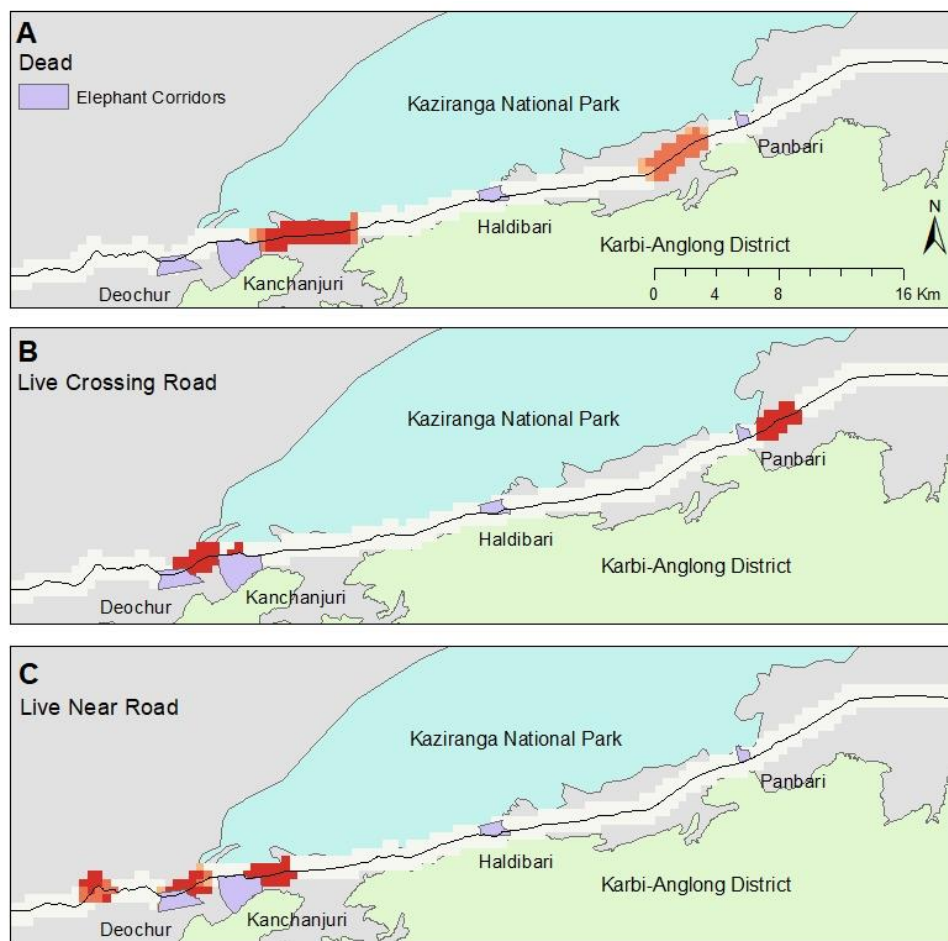 A
Dead
Elephant Corridors
Kaziranga National Park
Panbari
Haldibari
N
Karbi-Anglong District
Kanchanjuri
Deochur
0 4 8 16 Km
B
Live Crossing Road
Kaziranga National Park
Panbari
Haldibari
Karbi-Anglong District
Kanchanjuri
Deochur
C
Live Near Road
Kaziranga National Park
Panbari
Haldibari
Karbi-Anglong District
Kanchanjuri
Deochur